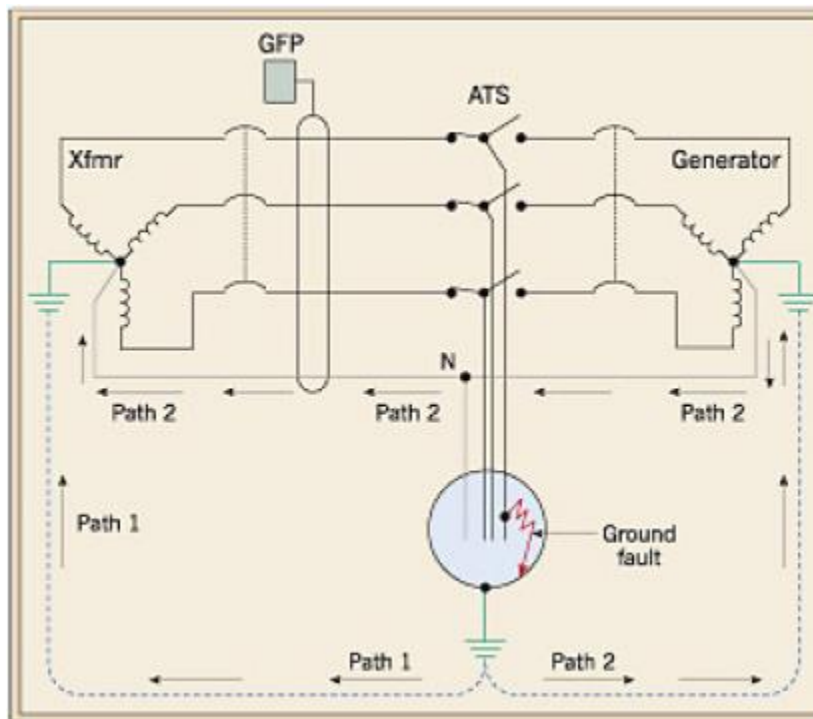 GFP
ATS
Xfmr
Generator
N
Path 2
Path 2
Path 2
Path 1
Ground
fault
Path 1
Path 2